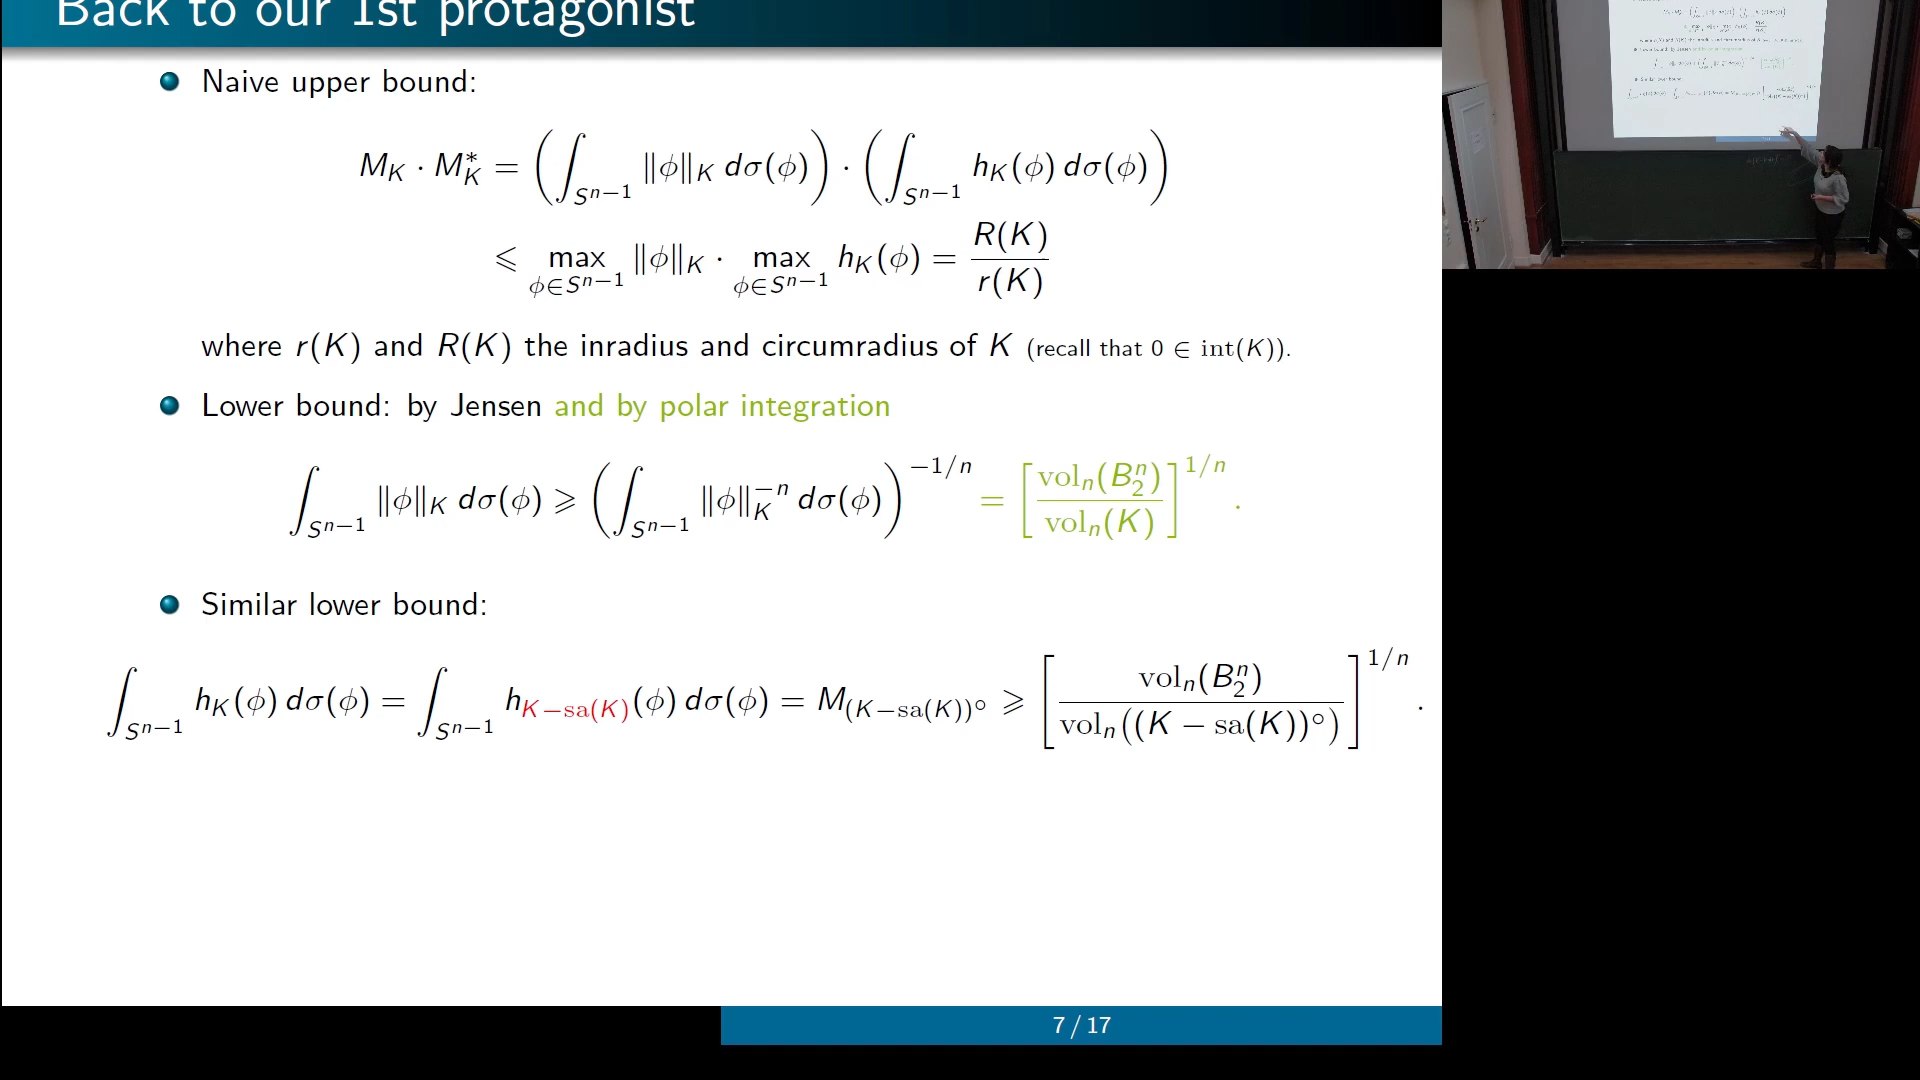 Back to our 1st protagonist
Naive upper bound:
M_K · M_K^* = (∫_{S^{n−1}} ‖ϕ‖_K dσ(ϕ)) · (∫_{S^{n−1}} h_K(ϕ) dσ(ϕ))
⩽ max_{ϕ∈S^{n−1}} ‖ϕ‖_K · max_{ϕ∈S^{n−1}} h_K(ϕ) = R(K)/r(K)
where r(K) and R(K) the inradius and circumradius of K (recall that 0 ∈ int(K)).
Lower bound: by Jensen and by polar integration
∫_{S^{n−1}} ‖ϕ‖_K dσ(ϕ) ⩾ (∫_{S^{n−1}} ‖ϕ‖_K^{−n} dσ(ϕ))^{−1/n} = [vol_n(B_2^n)/vol_n(K)]^{1/n}.
Similar lower bound:
∫_{S^{n−1}} h_K(ϕ) dσ(ϕ) = ∫_{S^{n−1}} h_{K−sa(K)}(ϕ) dσ(ϕ) = M_{(K−sa(K))°} ⩾ [vol_n(B_2^n)/vol_n((K − sa(K))°)]^{1/n}.
7 / 17